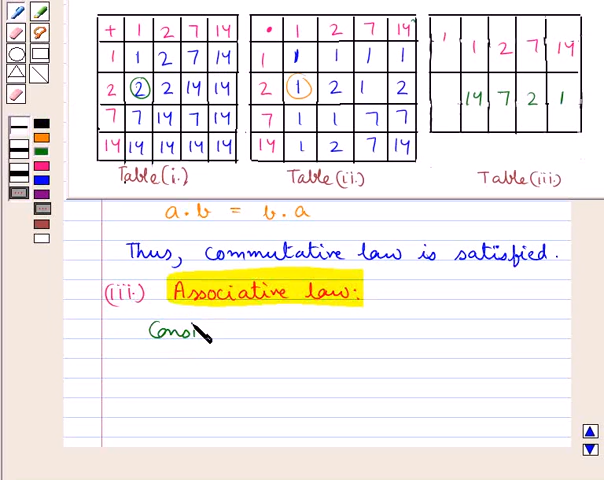 + 1 2 7 14
1 1 2 7 14
2 2 2 14 14
7 7 14 7 14
14 14 14 14 14
Table(i.)
• 1 2 7 14
1 1 1 1 1
2 1 2 1 2
7 1 1 7 7
14 1 2 7 14
Table(ii.)
' 1 2 7 14
14 7 2 1
Table(iii.)
a . b = b . a
Thus, commutative law is satisfied.
(iii.) Associative law:
Consi